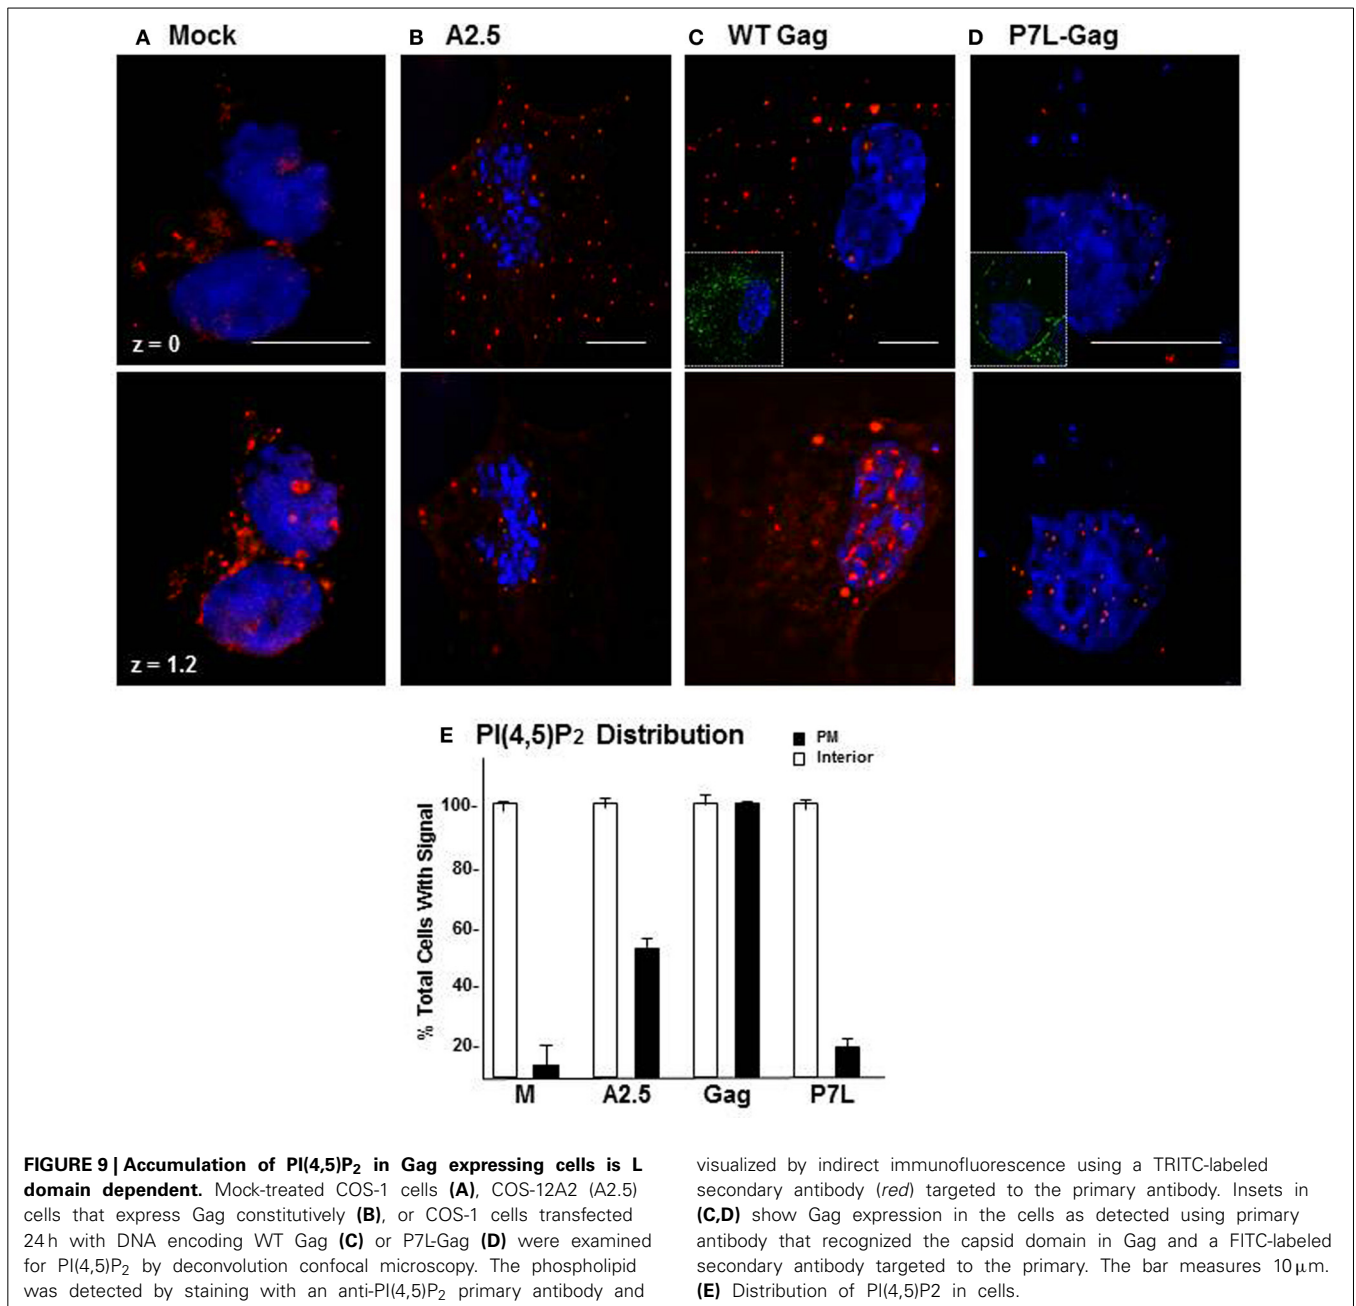 A Mock
B A2.5
C WT Gag
D P7L-Gag
z = 0
z = 1.2
E PI(4,5)P2 Distribution
PM
Interior
% Total Cells With Signal
100-
80-
60-
40-
20-
M A2.5 Gag P7L
FIGURE 9 | Accumulation of PI(4,5)P2 in Gag expressing cells is L
domain dependent. Mock-treated COS-1 cells (A), COS-12A2 (A2.5)
cells that express Gag constitutively (B), or COS-1 cells transfected
24 h with DNA encoding WT Gag (C) or P7L-Gag (D) were examined
for PI(4,5)P2 by deconvolution confocal microscopy. The phospholipid
was detected by staining with an anti-PI(4,5)P2 primary antibody and
visualized by indirect immunofluorescence using a TRITC-labeled
secondary antibody (red) targeted to the primary antibody. Insets in
(C,D) show Gag expression in the cells as detected using primary
antibody that recognized the capsid domain in Gag and a FITC-labeled
secondary antibody targeted to the primary. The bar measures 10 μm.
(E) Distribution of PI(4,5)P2 in cells.